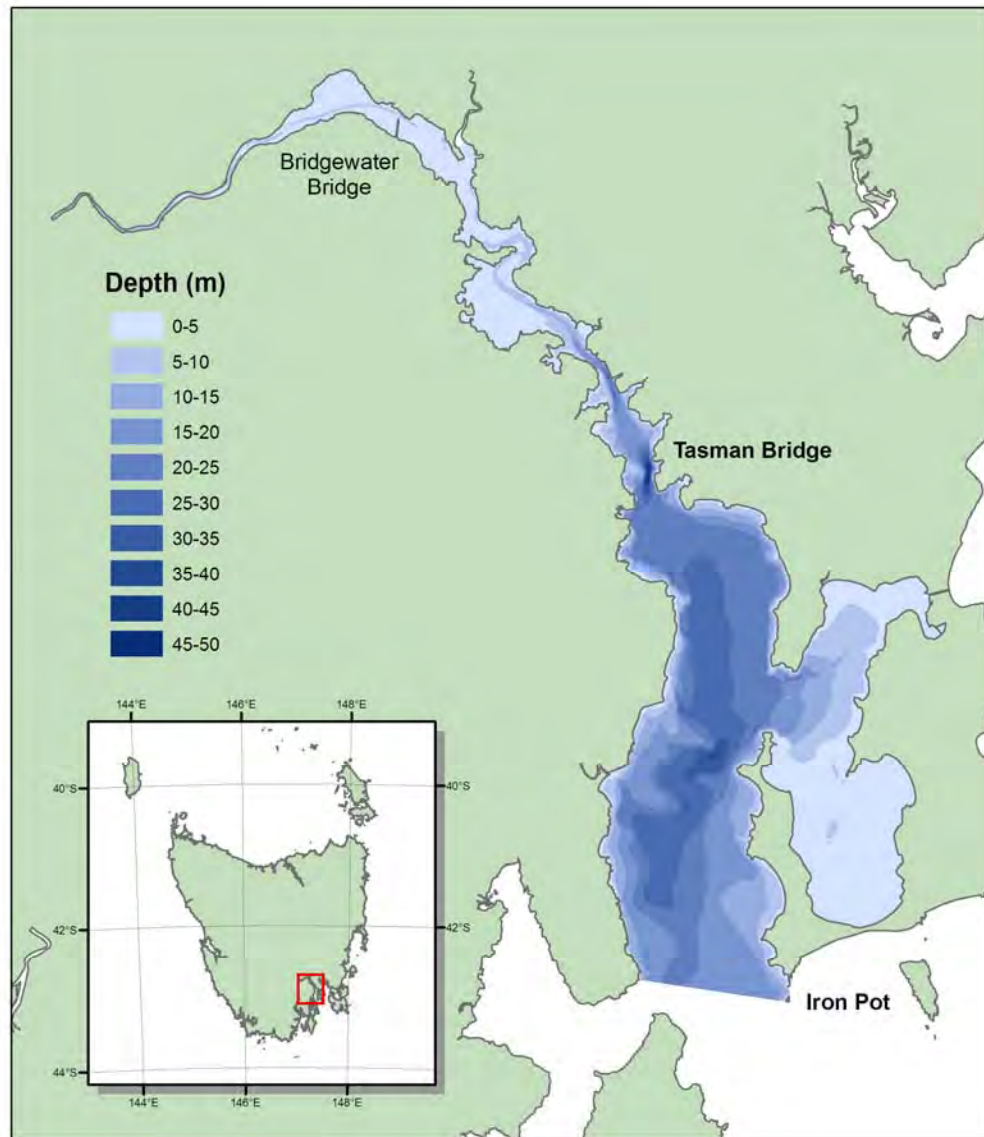 Bridgewater
Bridge
Depth (m)
0-5
5-10
10-15
15-20
20-25
25-30
30-35
35-40
40-45
45-50
Tasman Bridge
Iron Pot
144°E 146°E 148°E
40°S 40°S
42°S 42°S
44°S
144°E 146°E 148°E